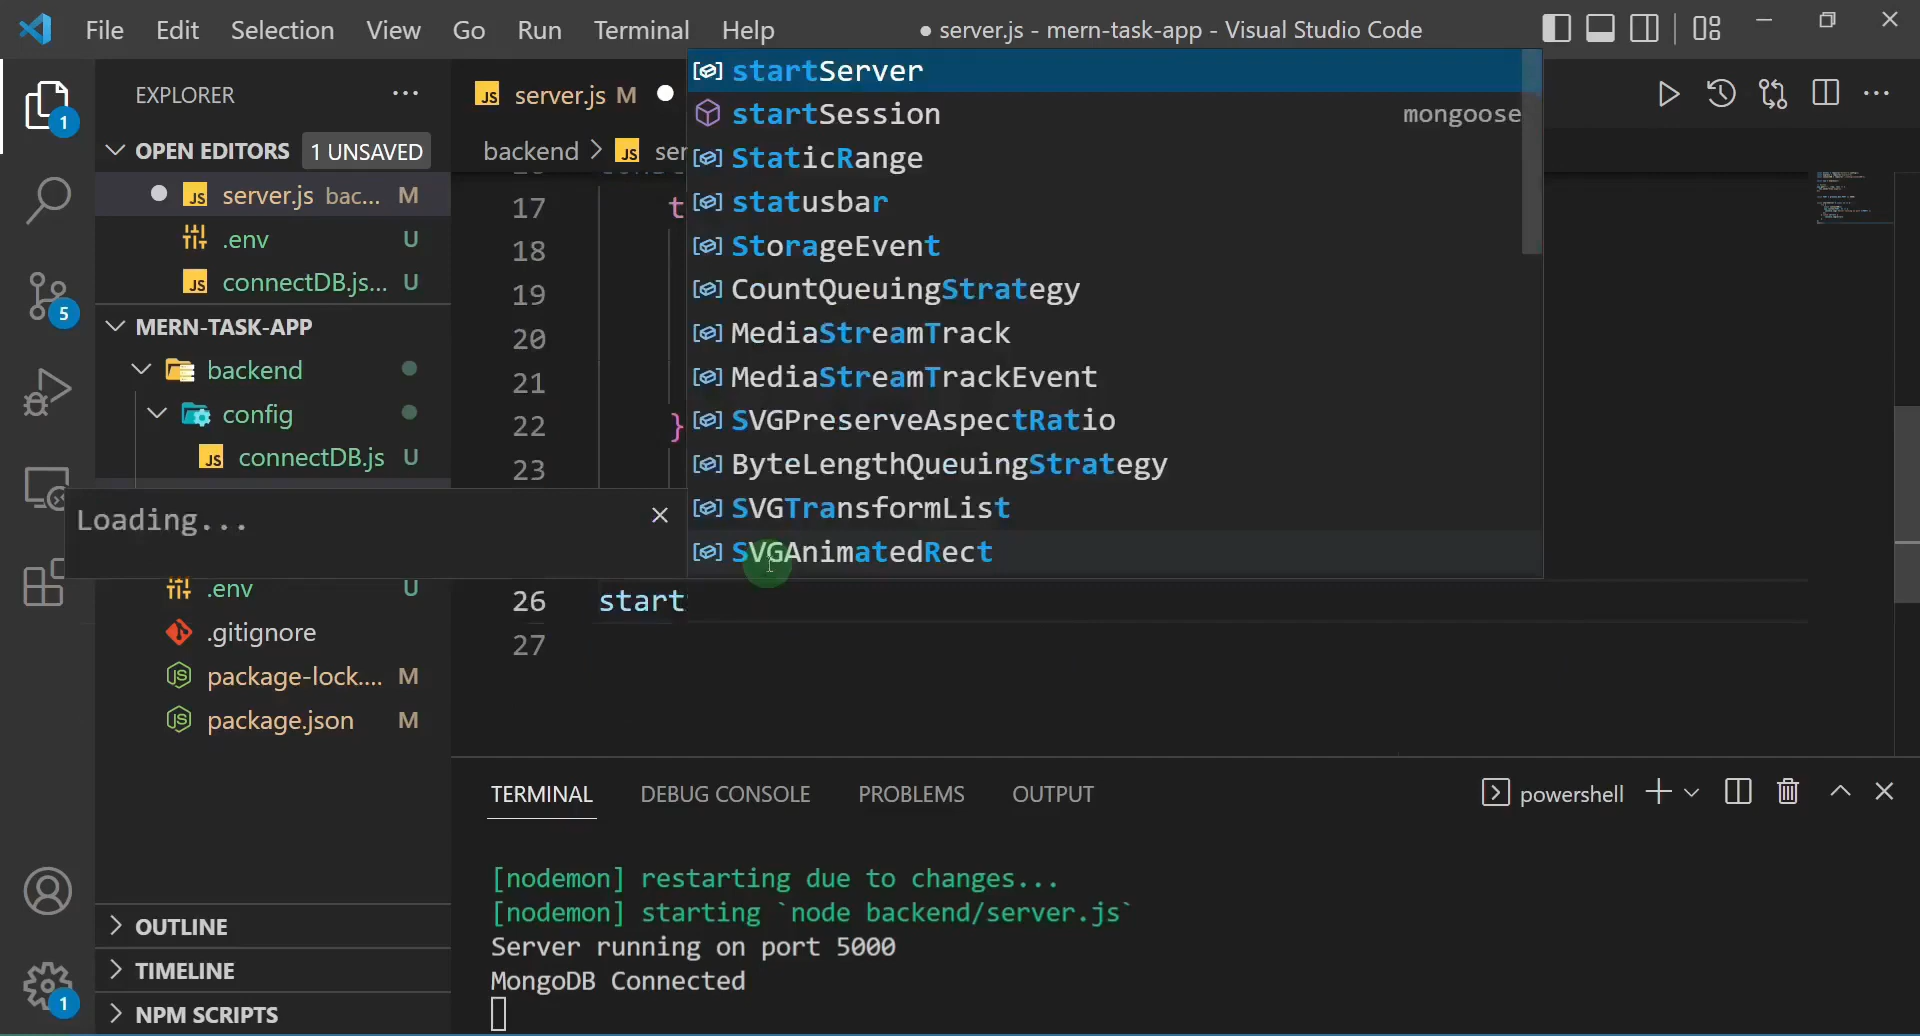 File Edit Selection View Go Run Terminal Help ● server.js - mern-task-app - Visual Studio Code
EXPLORER ...
OPEN EDITORS 1 UNSAVED
server.js bac... M
.env U
connectDB.js... U
MERN-TASK-APP
backend
config
connectDB.js U
Loading...
.env U
.gitignore
package-lock.... M
package.json M
OUTLINE
TIMELINE
NPM SCRIPTS
1
5
1
JS server.js M
backend > JS ser
17 t
18
19
20
21
22 }
23
26 start
27
startServer
startSession mongoose
StaticRange
statusbar
StorageEvent
CountQueuingStrategy
MediaStreamTrack
MediaStreamTrackEvent
SVGPreserveAspectRatio
ByteLengthQueuingStrategy
SVGTransformList
SVGAnimatedRect
TERMINAL DEBUG CONSOLE PROBLEMS OUTPUT powershell
[nodemon] restarting due to changes...
[nodemon] starting `node backend/server.js`
Server running on port 5000
MongoDB Connected